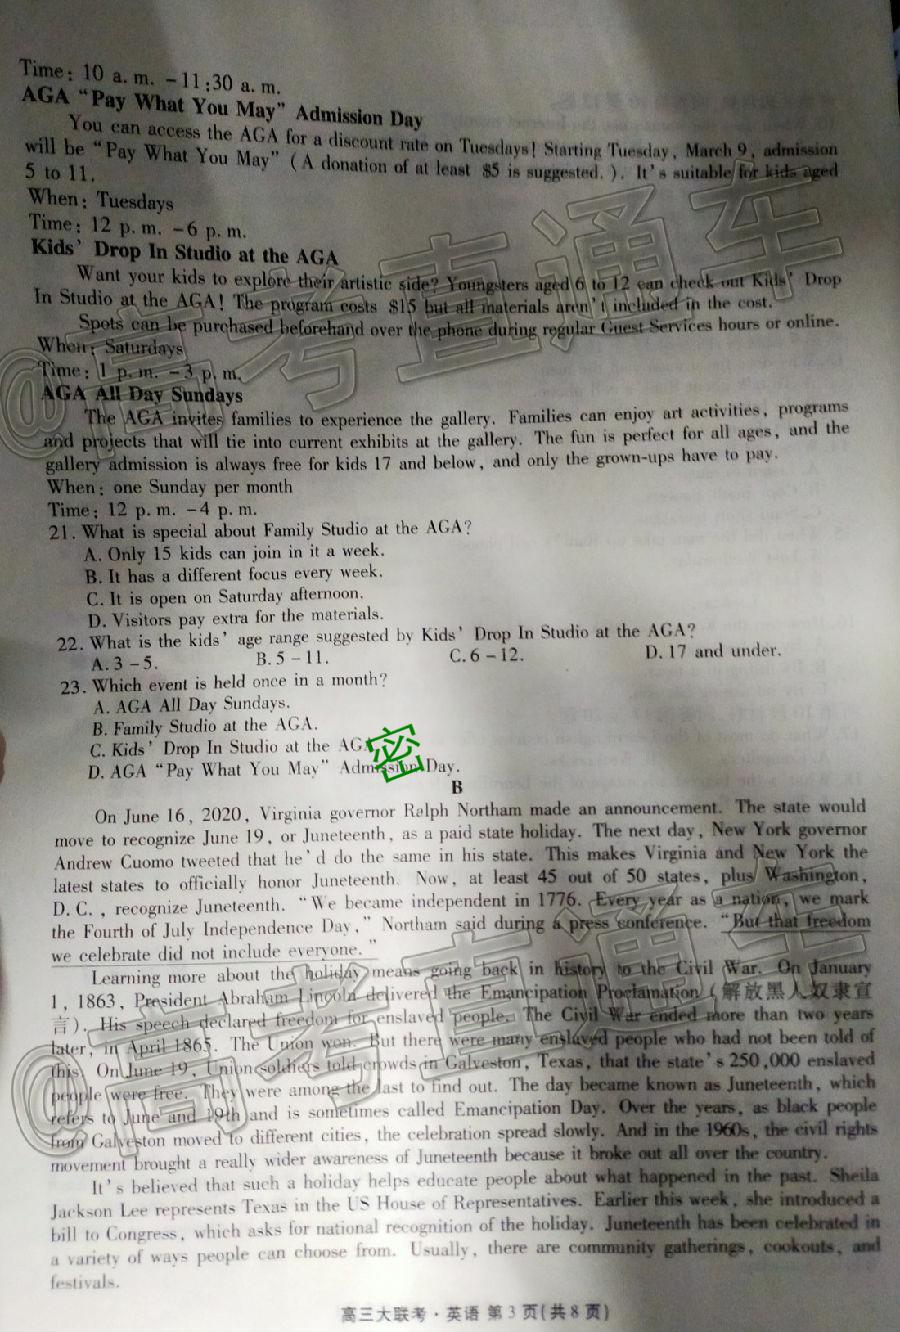 Time: 10 a.m. -11:30 a.m.
AGA "Pay What You May" Admission Day
You can access the AGA for a discount rate on Tuesdays! Starting Tuesday, March 9, admission
will be "Pay What You May" (A donation of at least $5 is suggested.). It's suitable for kids aged
5 to 11.
When: Tuesdays
Time: 12 p.m. -6 p.m.
Kids' Drop In Studio at the AGA
Want your kids to explore their artistic side? Youngsters aged 6 to 12 can check out Kids' Drop
In Studio at the AGA! The program costs $15 but all materials aren't included in the cost.
Spots can be purchased beforehand over the phone during regular Guest Services hours or online.
When: Saturdays
Time: 1 p.m. -3 p.m.
AGA All Day Sundays
The AGA invites families to experience the gallery. Families can enjoy art activities, programs
and projects that will tie into current exhibits at the gallery. The fun is perfect for all ages, and the
gallery admission is always free for kids 17 and below, and only the grown-ups have to pay.
When: one Sunday per month
Time: 12 p.m. -4 p.m.
21. What is special about Family Studio at the AGA?
A. Only 15 kids can join in it a week.
B. It has a different focus every week.
C. It is open on Saturday afternoon.
D. Visitors pay extra for the materials.
22. What is the kids' age range suggested by Kids' Drop In Studio at the AGA?
A. 3-5. B. 5-11. C. 6-12. D. 17 and under.
23. Which event is held once in a month?
A. AGA All Day Sundays.
B. Family Studio at the AGA.
C. Kids' Drop In Studio at the AGA
密
D. AGA "Pay What You May" Admission Day.
B
On June 16, 2020, Virginia governor Ralph Northam made an announcement. The state would
move to recognize June 19, or Juneteenth, as a paid state holiday. The next day, New York governor
Andrew Cuomo tweeted that he'd do the same in his state. This makes Virginia and New York the
latest states to officially honor Juneteenth. Now, at least 45 out of 50 states, plus Washington,
D.C., recognize Juneteenth. "We became independent in 1776. Every year as a nation, we mark
the Fourth of July Independence Day," Northam said during a press conference. "But that freedom
we celebrate did not include everyone."
Learning more about the holiday means going back in history to the Civil War. On January
1, 1863, President Abraham Lincoln delivered the Emancipation Proclamation (解放黑人奴隶宣
言). His speech declared freedom for enslaved people. The Civil War ended more than two years
later, in April 1865. The Union won. But there were many enslaved people who had not been told of
this. On June 19, Union soldiers told crowds in Galveston, Texas, that the state's 250,000 enslaved
people were free. They were among the last to find out. The day became known as Juneteenth, which
refers to June and 19th and is sometimes called Emancipation Day. Over the years, as black people
from Galveston moved to different cities, the celebration spread slowly. And in the 1960s, the civil rights
movement brought a really wider awareness of Juneteenth because it broke out all over the country.
It's believed that such a holiday helps educate people about what happened in the past. Sheila
Jackson Lee represents Texas in the US House of Representatives. Earlier this week, she introduced a
bill to Congress, which asks for national recognition of the holiday. Juneteenth has been celebrated in
a variety of ways people can choose from. Usually, there are community gatherings, cookouts, and
festivals.
高三大联考·英语 第3页(共8页)
@高考直通车
@高考直通车